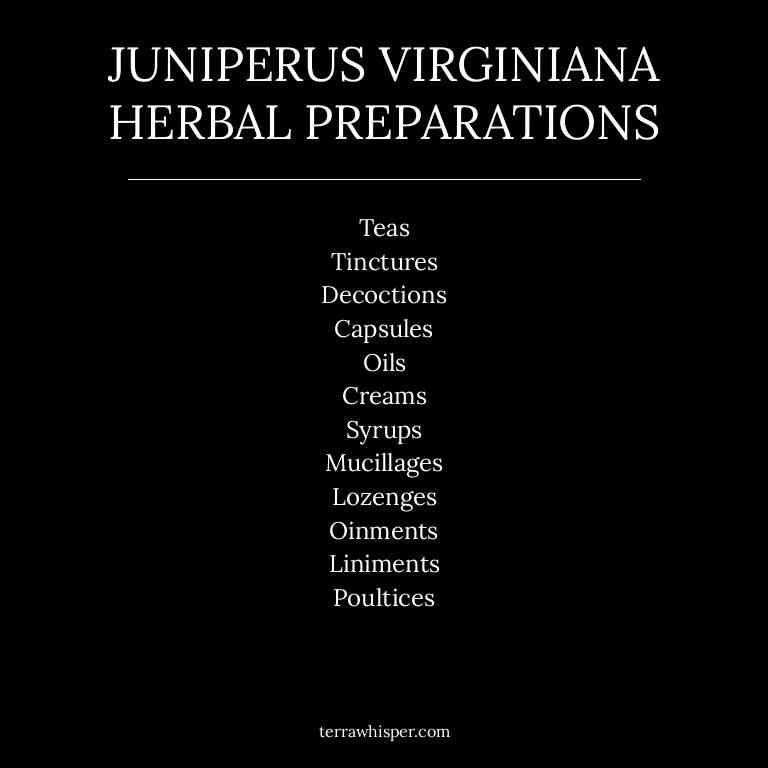 JUNIPERUS VIRGINIANA
HERBAL PREPARATIONS
Teas
Tinctures
Decoctions
Capsules
Oils
Creams
Syrups
Mucillages
Lozenges
Oinments
Liniments
Poultices
terrawhisper.com